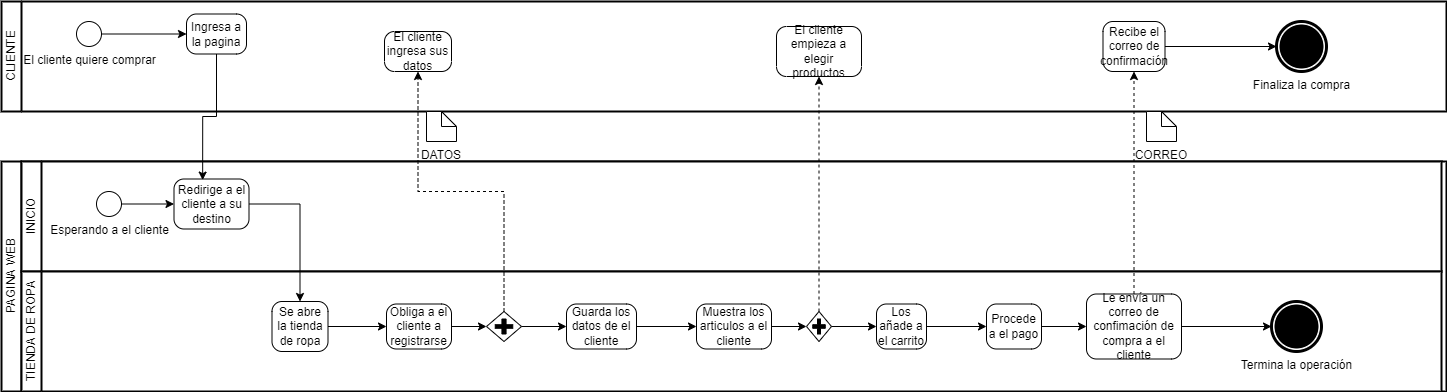 CLIENTE
El cliente quiere comprar
Ingresa a
la pagina
El cliente
ingresa sus
datos
El cliente
empieza a
elegir
productos
Recibe el
correo de
confirmación
Finaliza la compra
DATOS
CORREO
PAGINA WEB
INICIO
Esperando a el cliente
Redirige a el
cliente a su
destino
TIENDA DE ROPA
Se abre
la tienda
de ropa
Obliga a el
cliente a
registrarse
Guarda los
datos de el
cliente
Muestra los
articulos a el
cliente
Los
añade a
el carrito
Procede
a el pago
Le envía un
correo de
confimación de
compra a el
cliente
Termina la operación